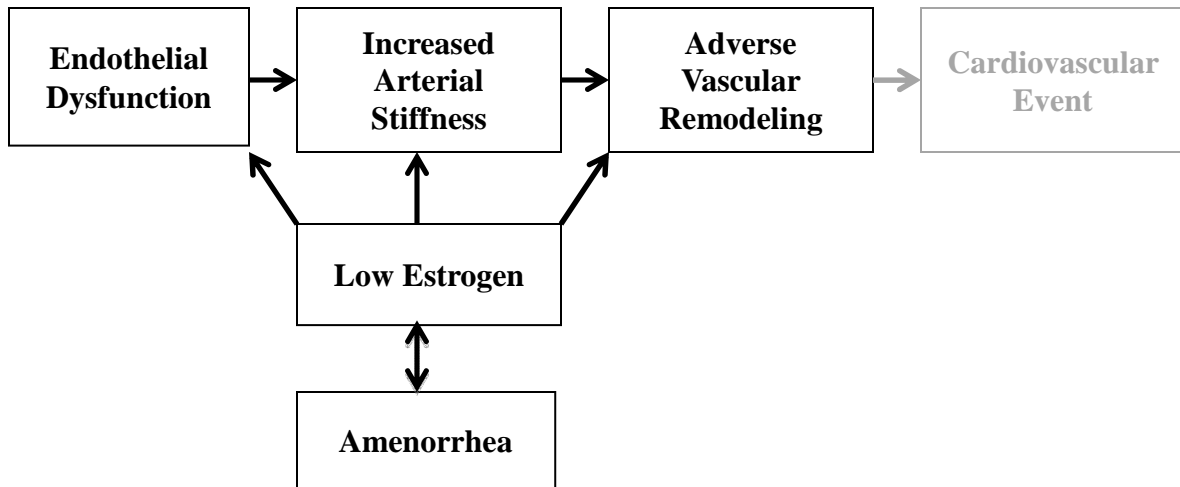 Endothelial
Dysfunction
Increased
Arterial
Stiffness
Adverse
Vascular
Remodeling
Cardiovascular
Event
Low Estrogen
Amenorrhea